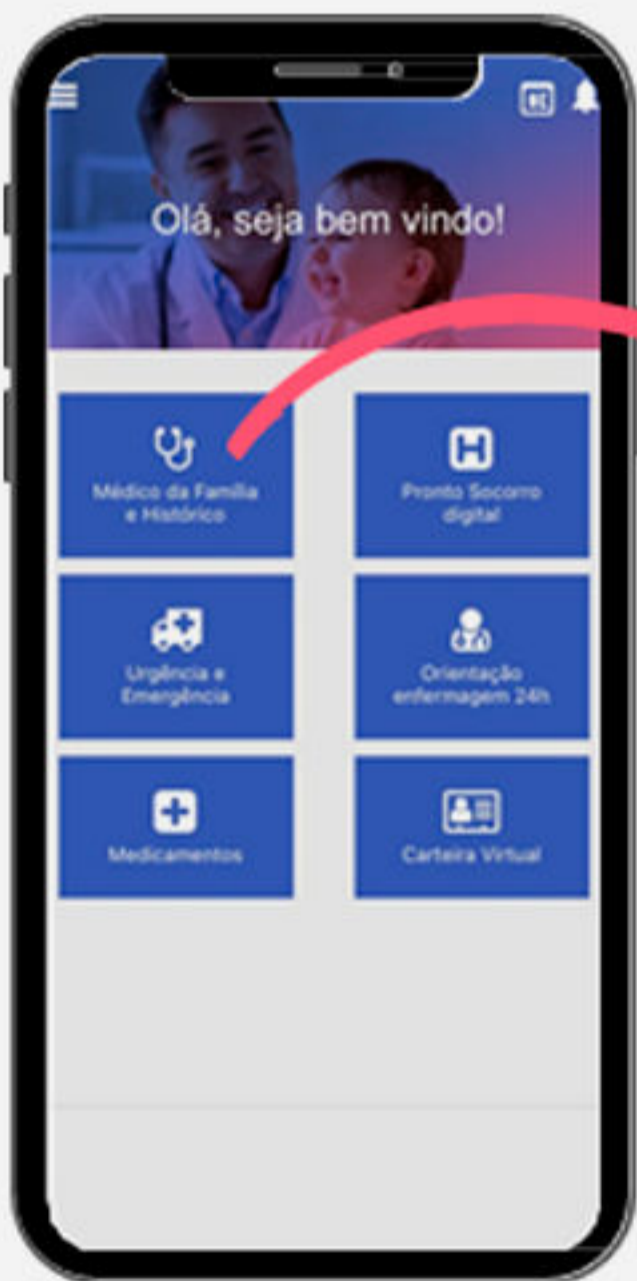 Olá, seja bem vindo!
Médico da Família
e Histórico
Pronto Socorro
digital
Urgência e
Emergência
Orientação
enfermagem 24h
Medicamentos
Carteira Virtual